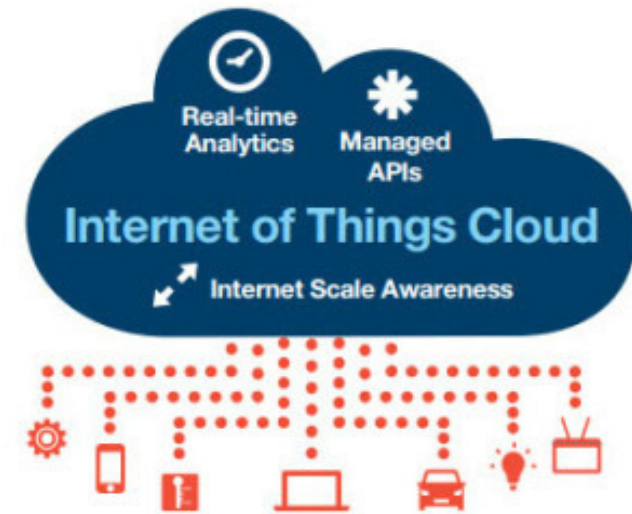 Real-time
Analytics
Managed
APIs
Internet of Things Cloud
Internet Scale Awareness